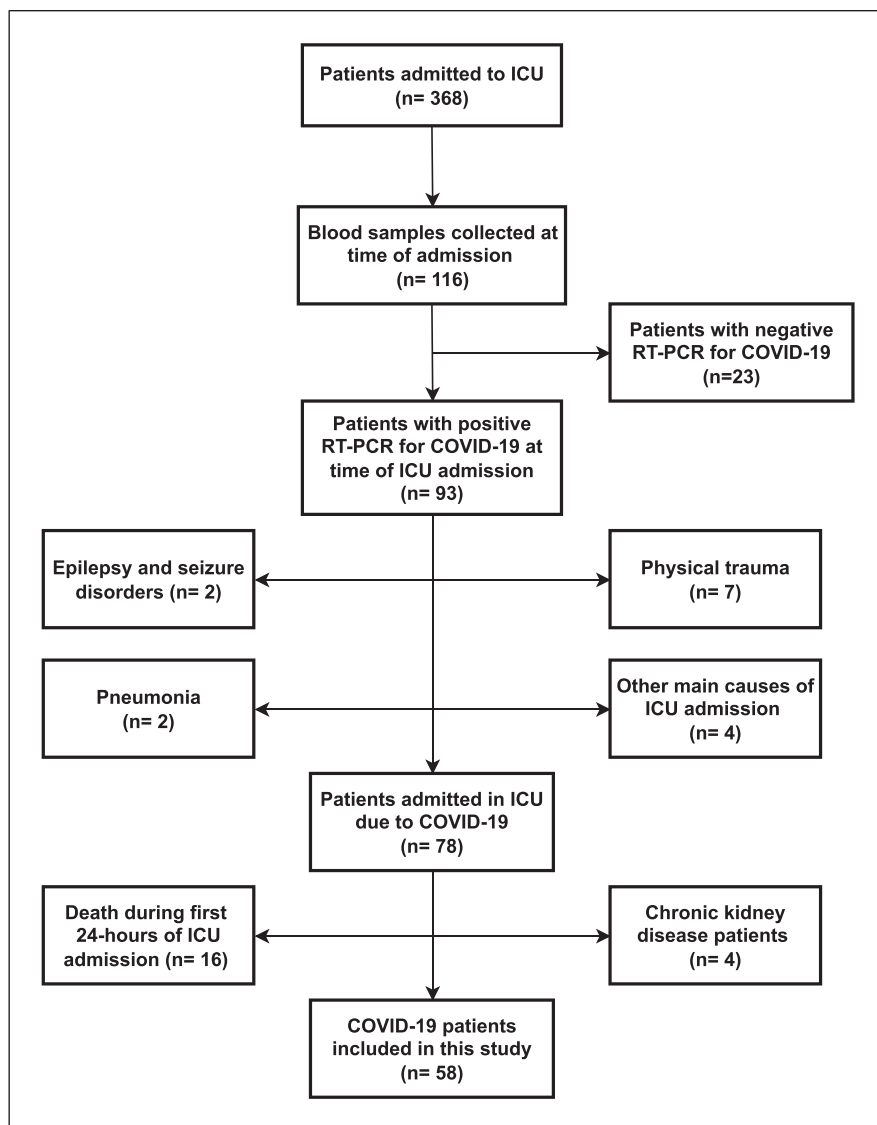 Patients admitted to ICU
(n= 368)
Blood samples collected at
time of admission
(n= 116)
Patients with negative
RT-PCR for COVID-19
(n=23)
Patients with positive
RT-PCR for COVID-19 at
time of ICU admission
(n= 93)
Epilepsy and seizure
disorders (n= 2)
Physical trauma
(n= 7)
Pneumonia
(n= 2)
Other main causes of
ICU admission
(n= 4)
Patients admitted in ICU
due to COVID-19
(n= 78)
Death during first
24-hours of ICU
admission (n= 16)
Chronic kidney
disease patients
(n= 4)
COVID-19 patients
included in this study
(n= 58)